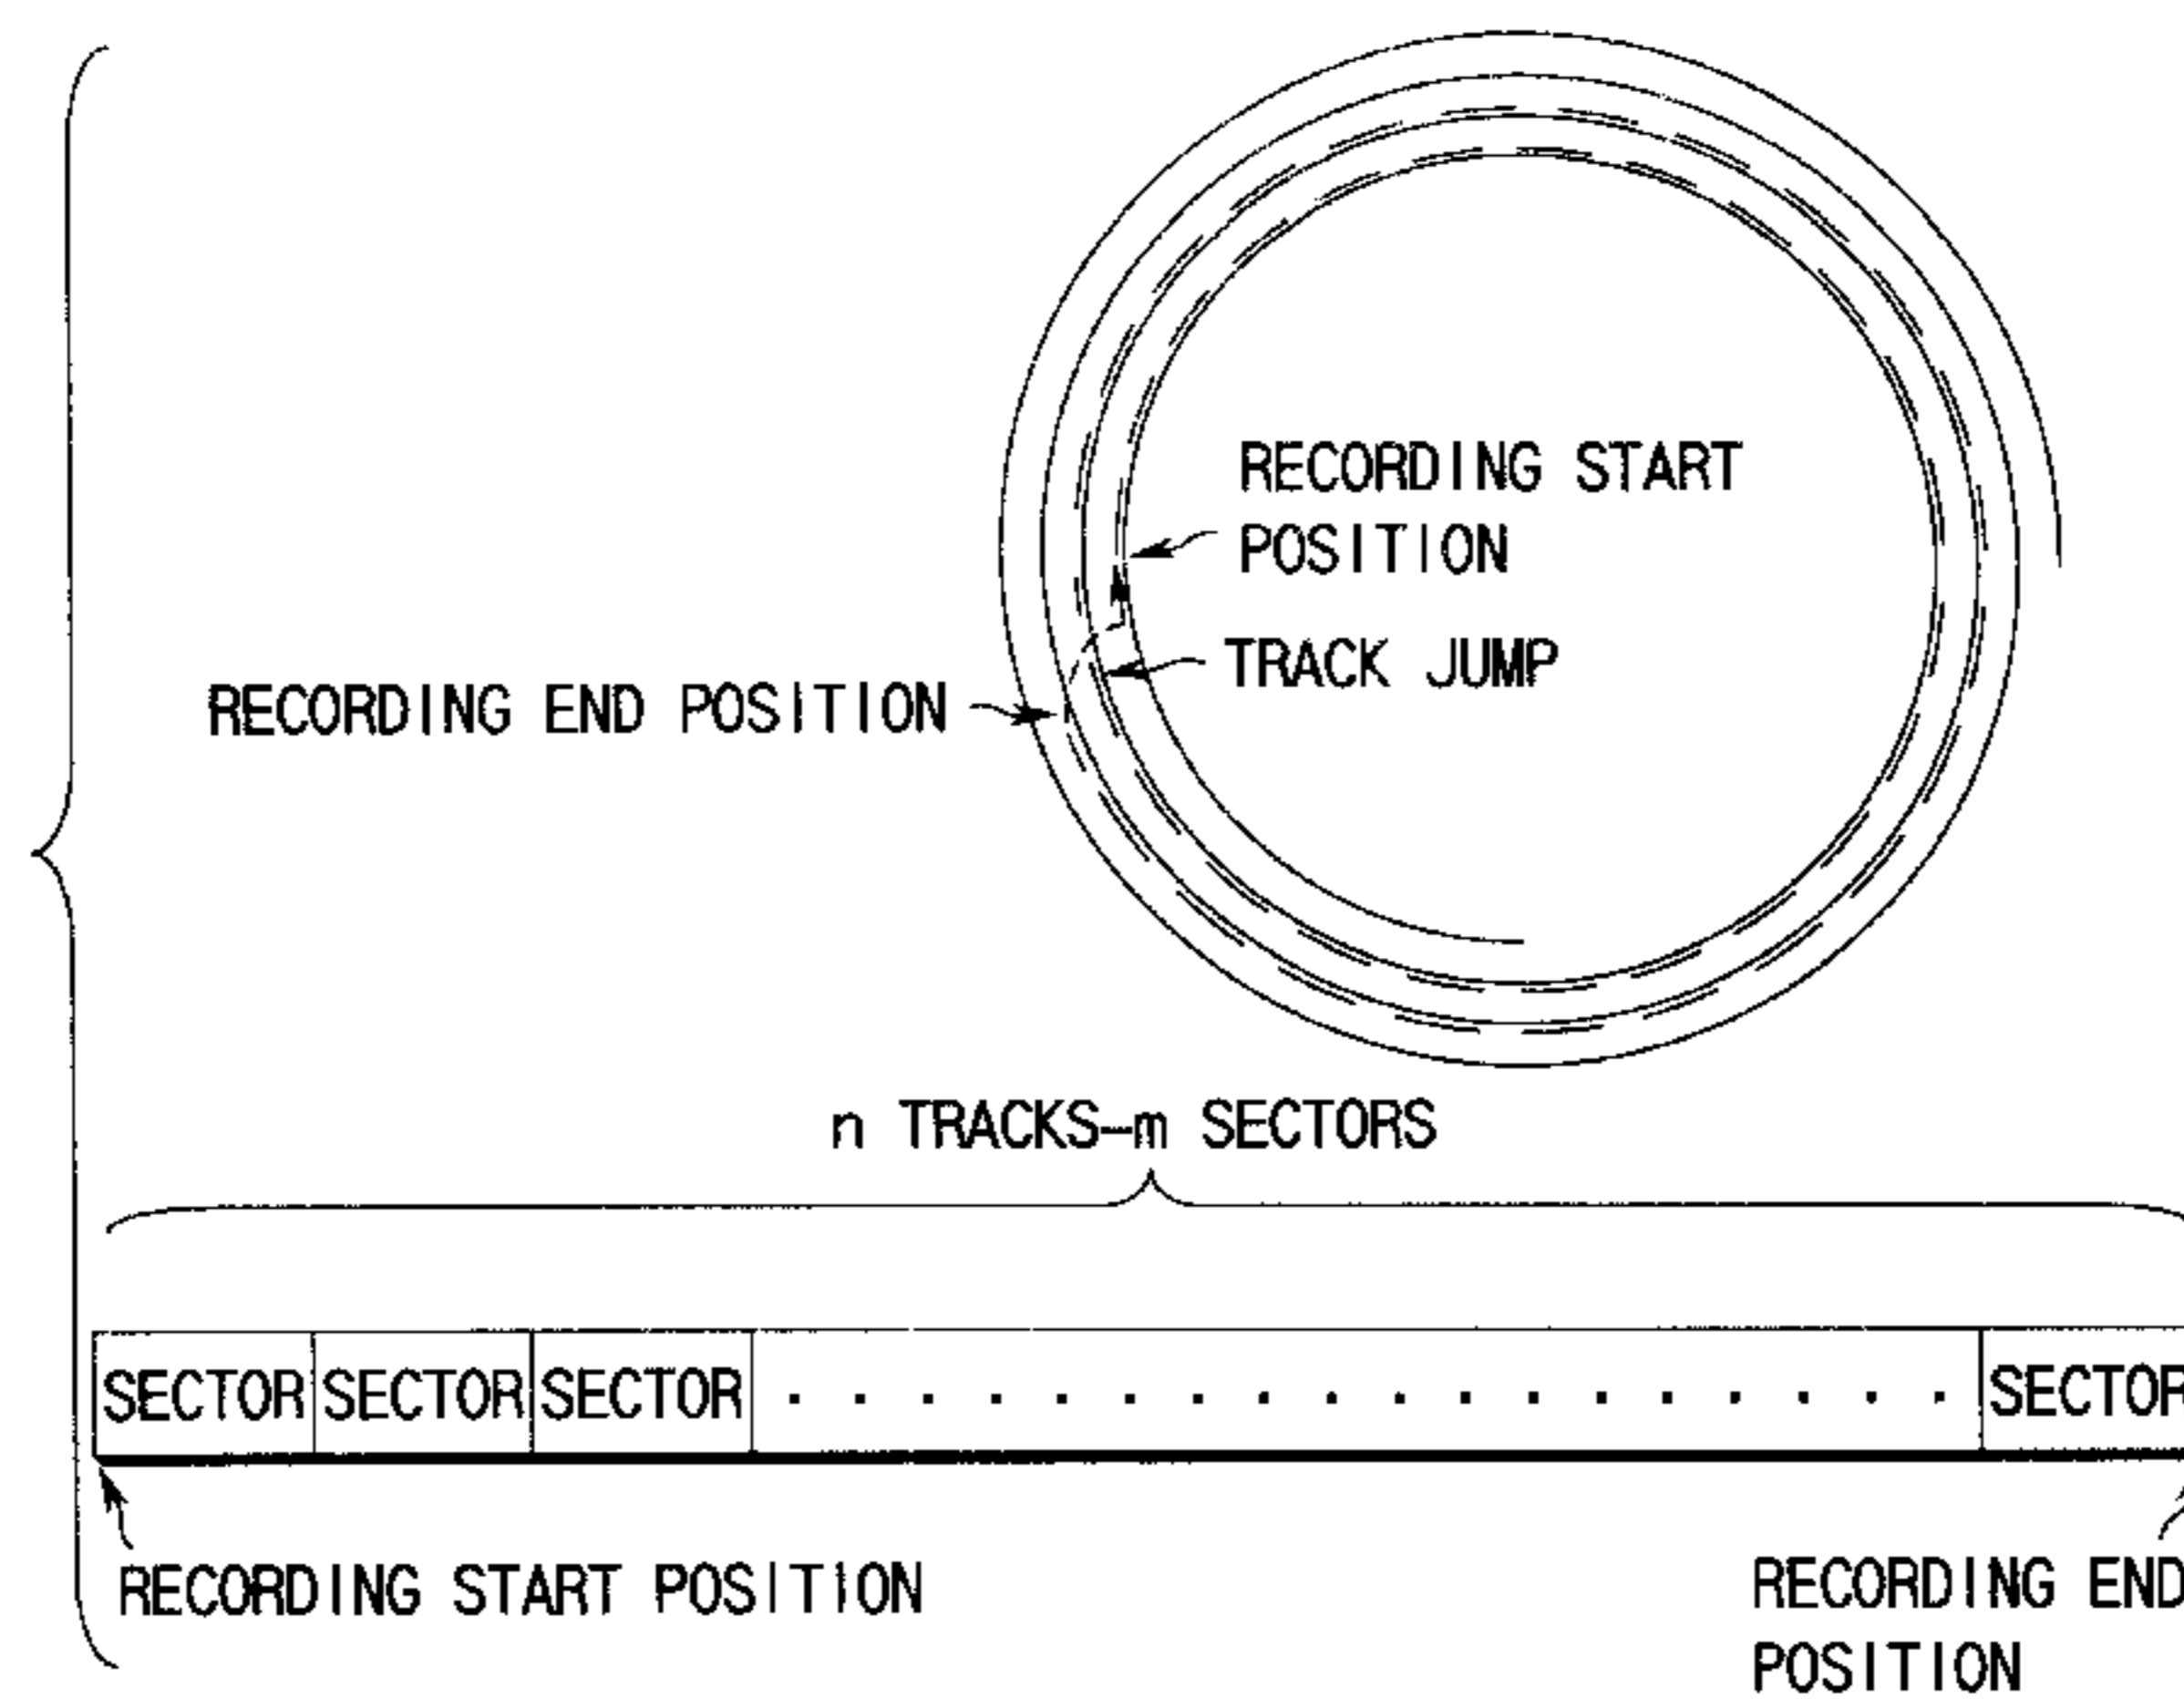 RECORDING START
POSITION
TRACK JUMP
RECORDING END POSITION
n TRACKS-m SECTORS
SECTOR SECTOR SECTOR . . . . . . . . . . . . . . . . . . SECTOR
RECORDING START POSITION
RECORDING END
POSITION